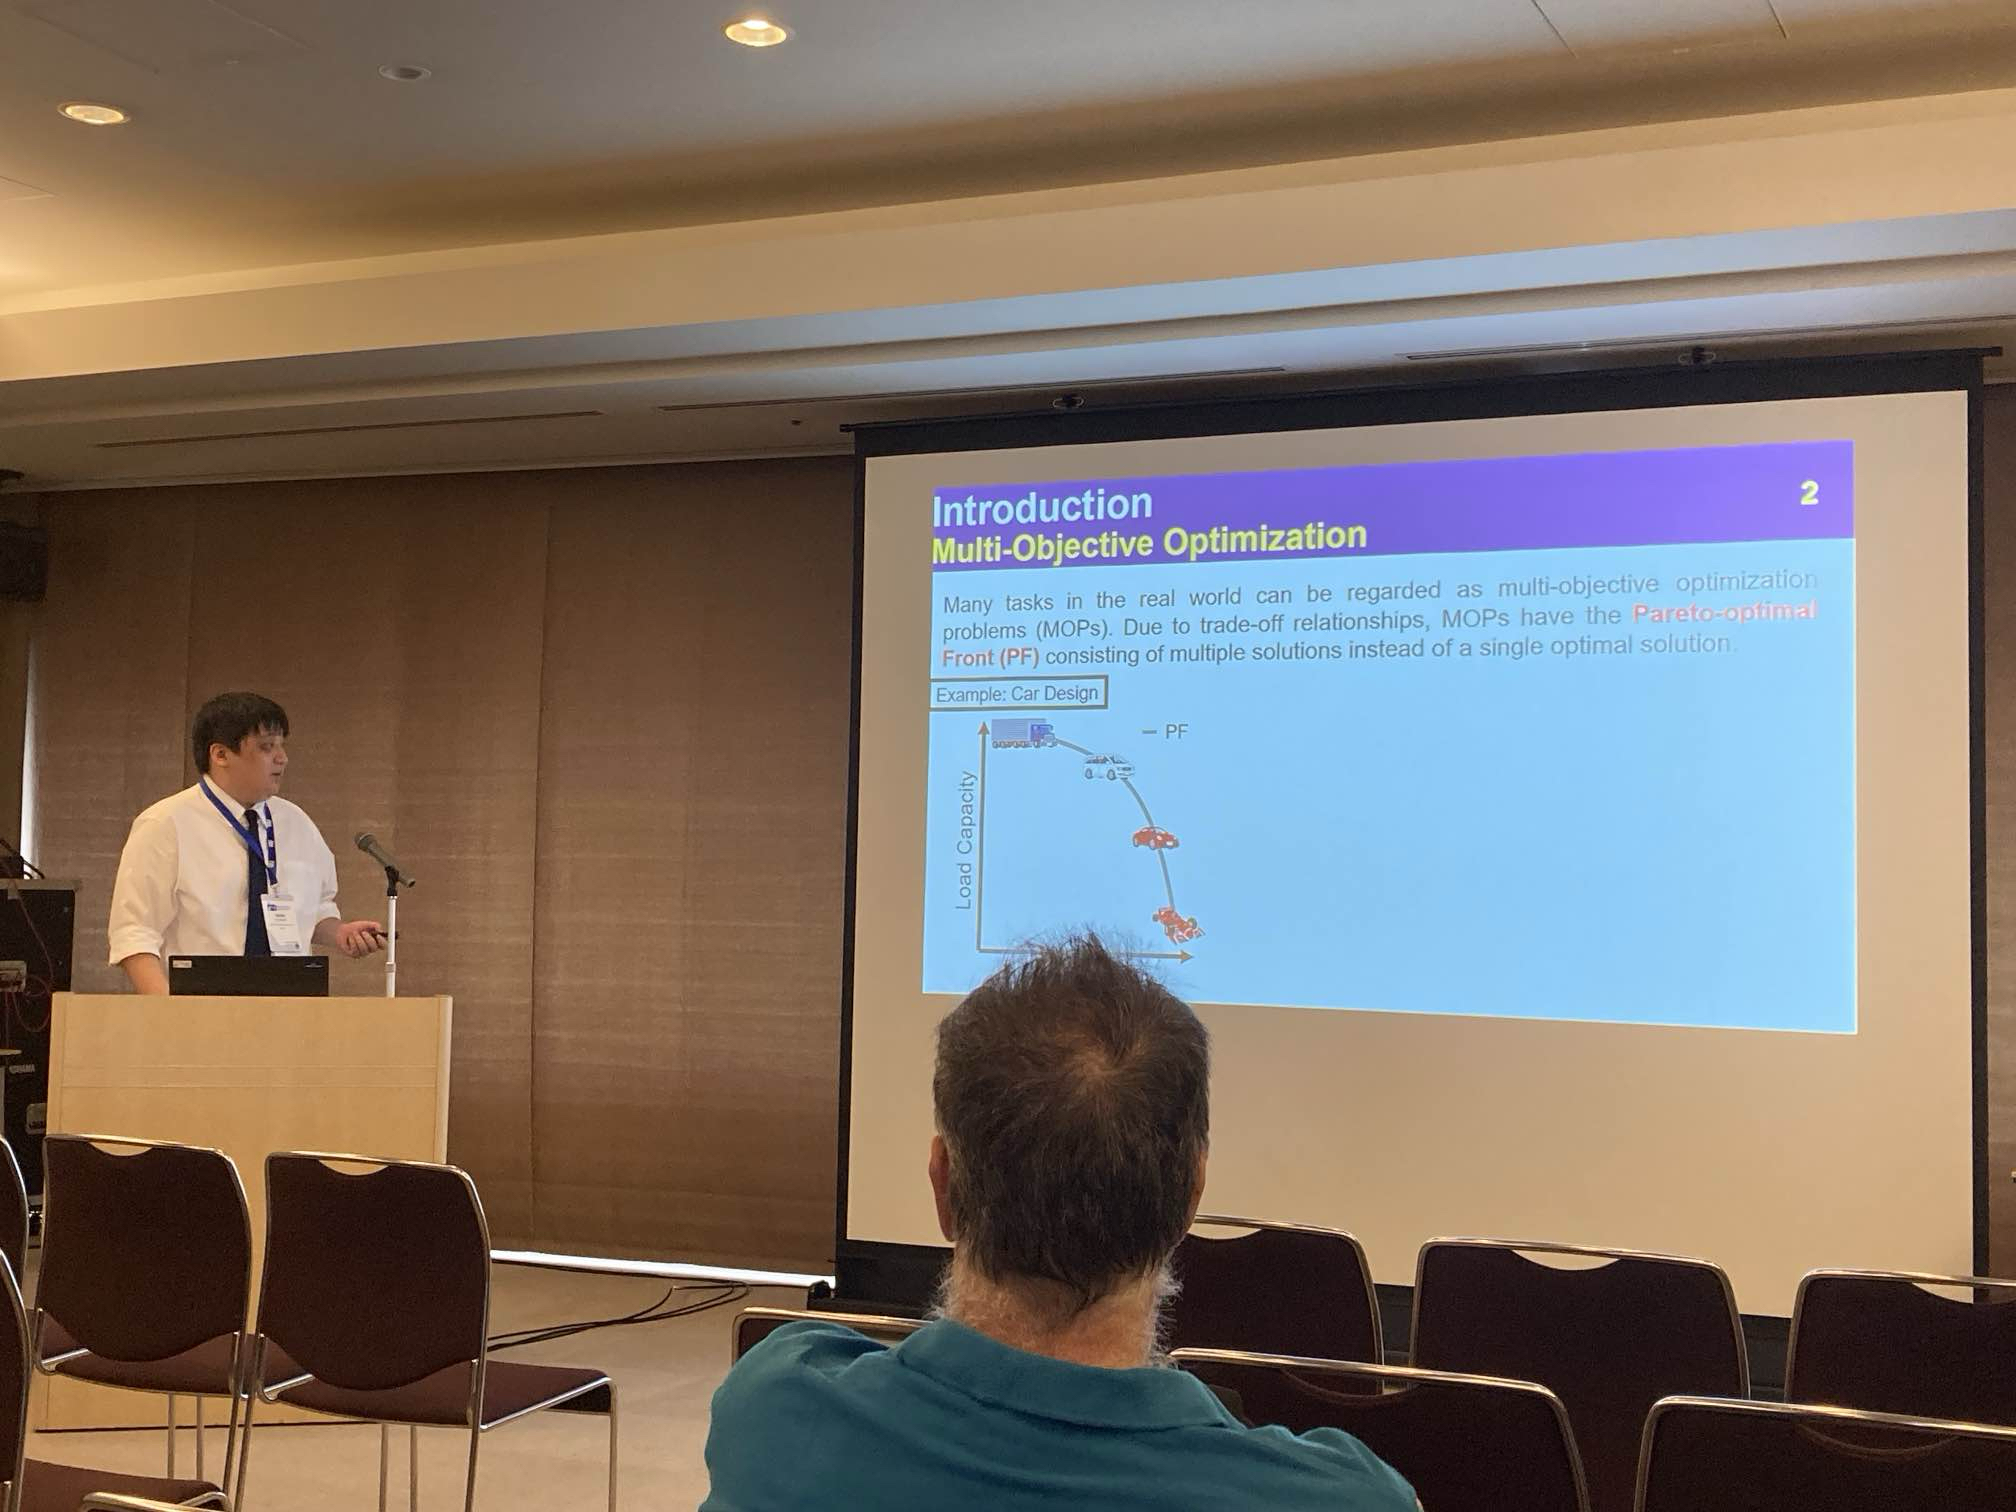 Introduction
2
Multi-Objective Optimization
Many tasks in the real world can be regarded as multi-objective optimization
problems (MOPs). Due to trade-off relationships, MOPs have the Pareto-optimal
Front (PF) consisting of multiple solutions instead of a single optimal solution.
Example: Car Design
PF
Load Capacity
YAMAHA